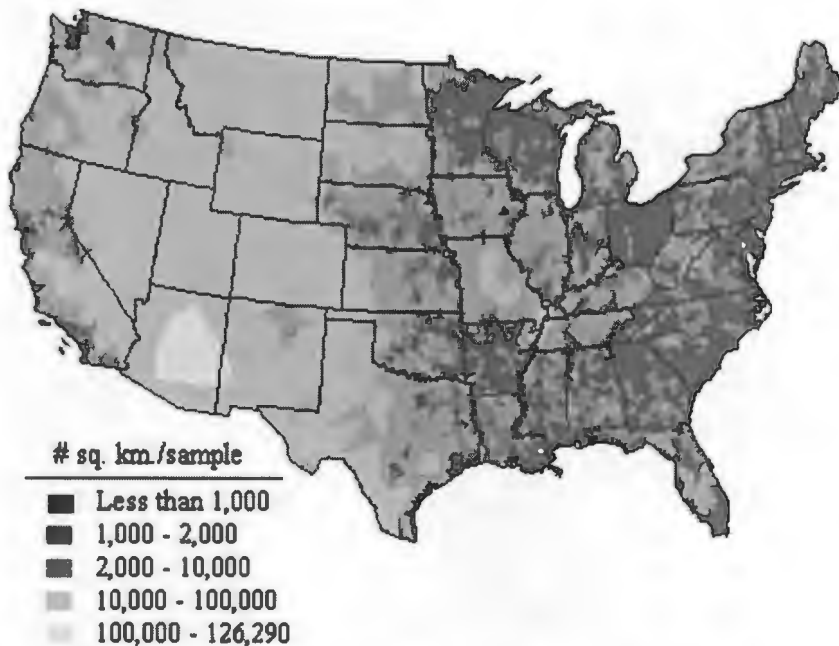 # sq. km./sample
Less than 1,000
1,000 - 2,000
2,000 - 10,000
10,000 - 100,000
100,000 - 126,290